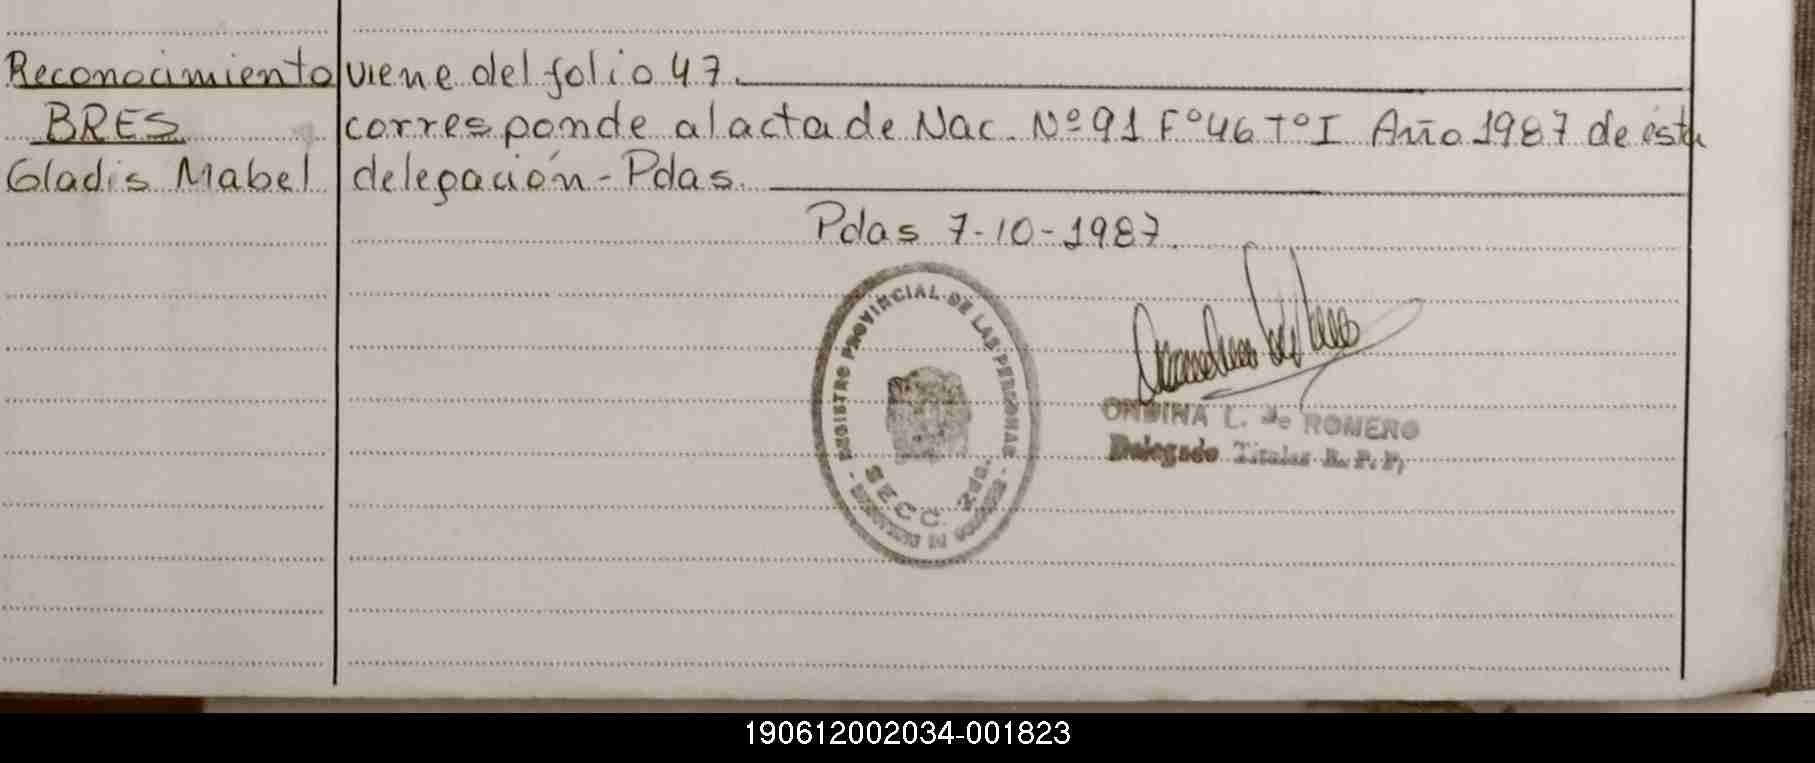 Reconocimiento viene del folio 47.
BRES corresponde al acta de Nac. Nº 91 Fº 46 Tº I Año 1987 de esta
Gladis Mabel delegación - Pdas.
Pdas 7-10-1987.
REGISTRO PROVINCIAL DE LAS PERSONAS
SECC.
ONDINA L. de ROMERO
Delegado Titular R. P. P.
190612002034-001823